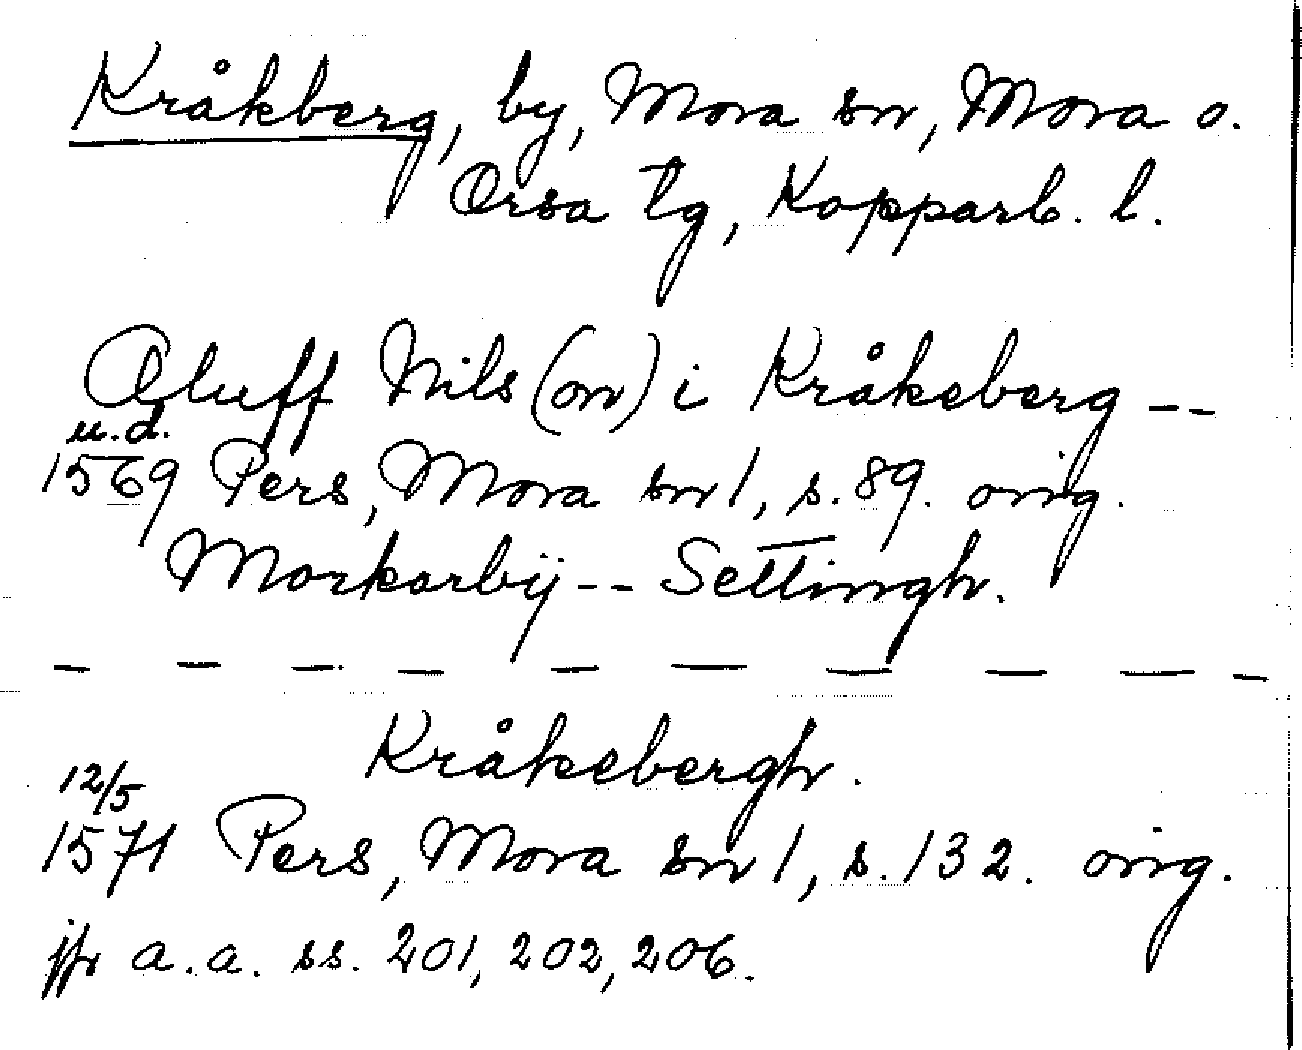 Kråkberg, by, Mora sn, Mora o.
Orsa tg, Kopparb. l.
Oluff Nils(on) i Kråkeberg --
u.d.
1569 Pers, Mora sn 1, s. 89. orig.
Morkarbÿ -- Settingh.
— — — — — — — — — —
Kråkebergh.
12/5
1571 Pers, Mora sn 1, s. 132. orig.
jfr a.a. ss. 201, 202, 206.